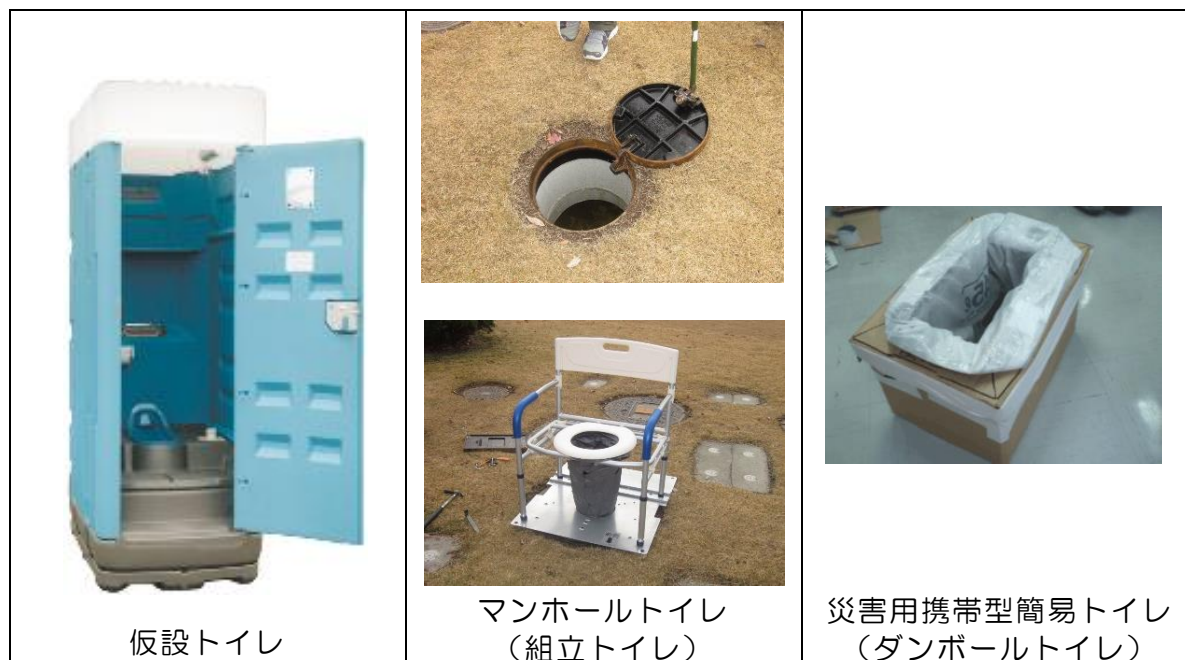 仮設トイレ
マンホールトイレ
（組立トイレ）
災害用携帯型簡易トイレ
（ダンボールトイレ）